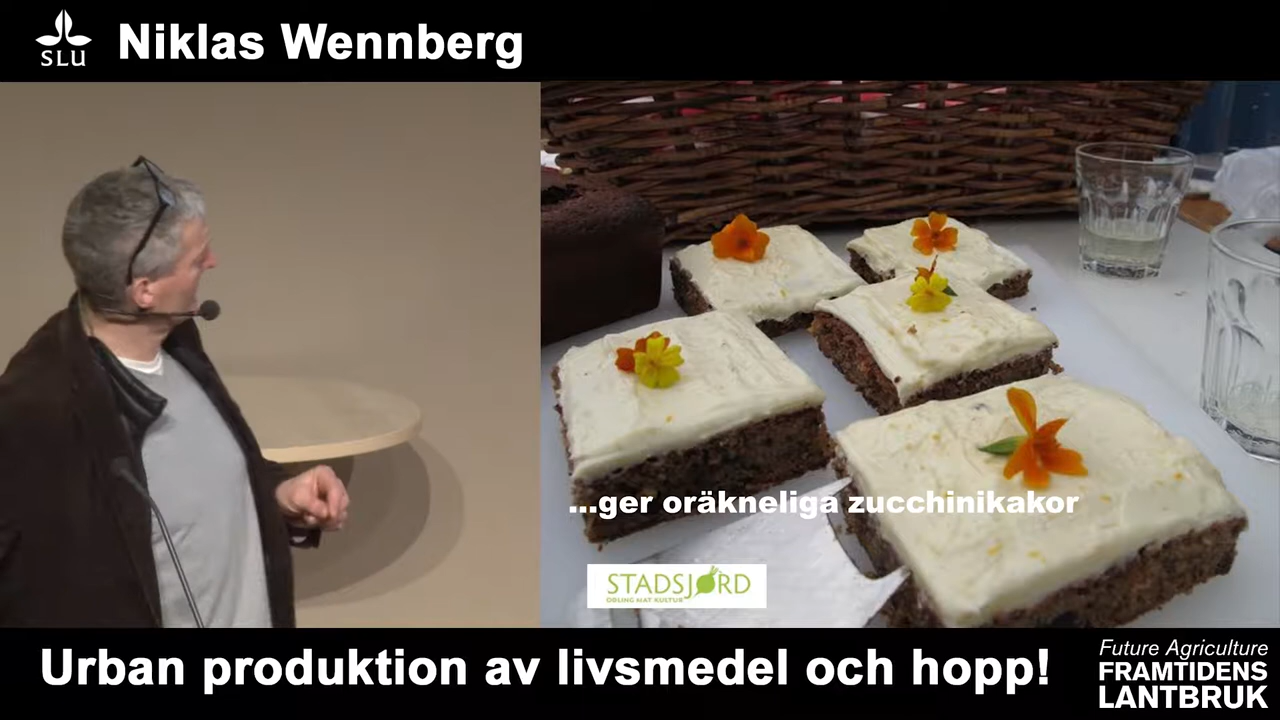 SLU
Niklas Wennberg
...ger oräkneliga zucchinikakor
STADSJORD
ODLING MAT KULTUR
Urban produktion av livsmedel och hopp!
Future Agriculture
FRAMTIDENS
LANTBRUK